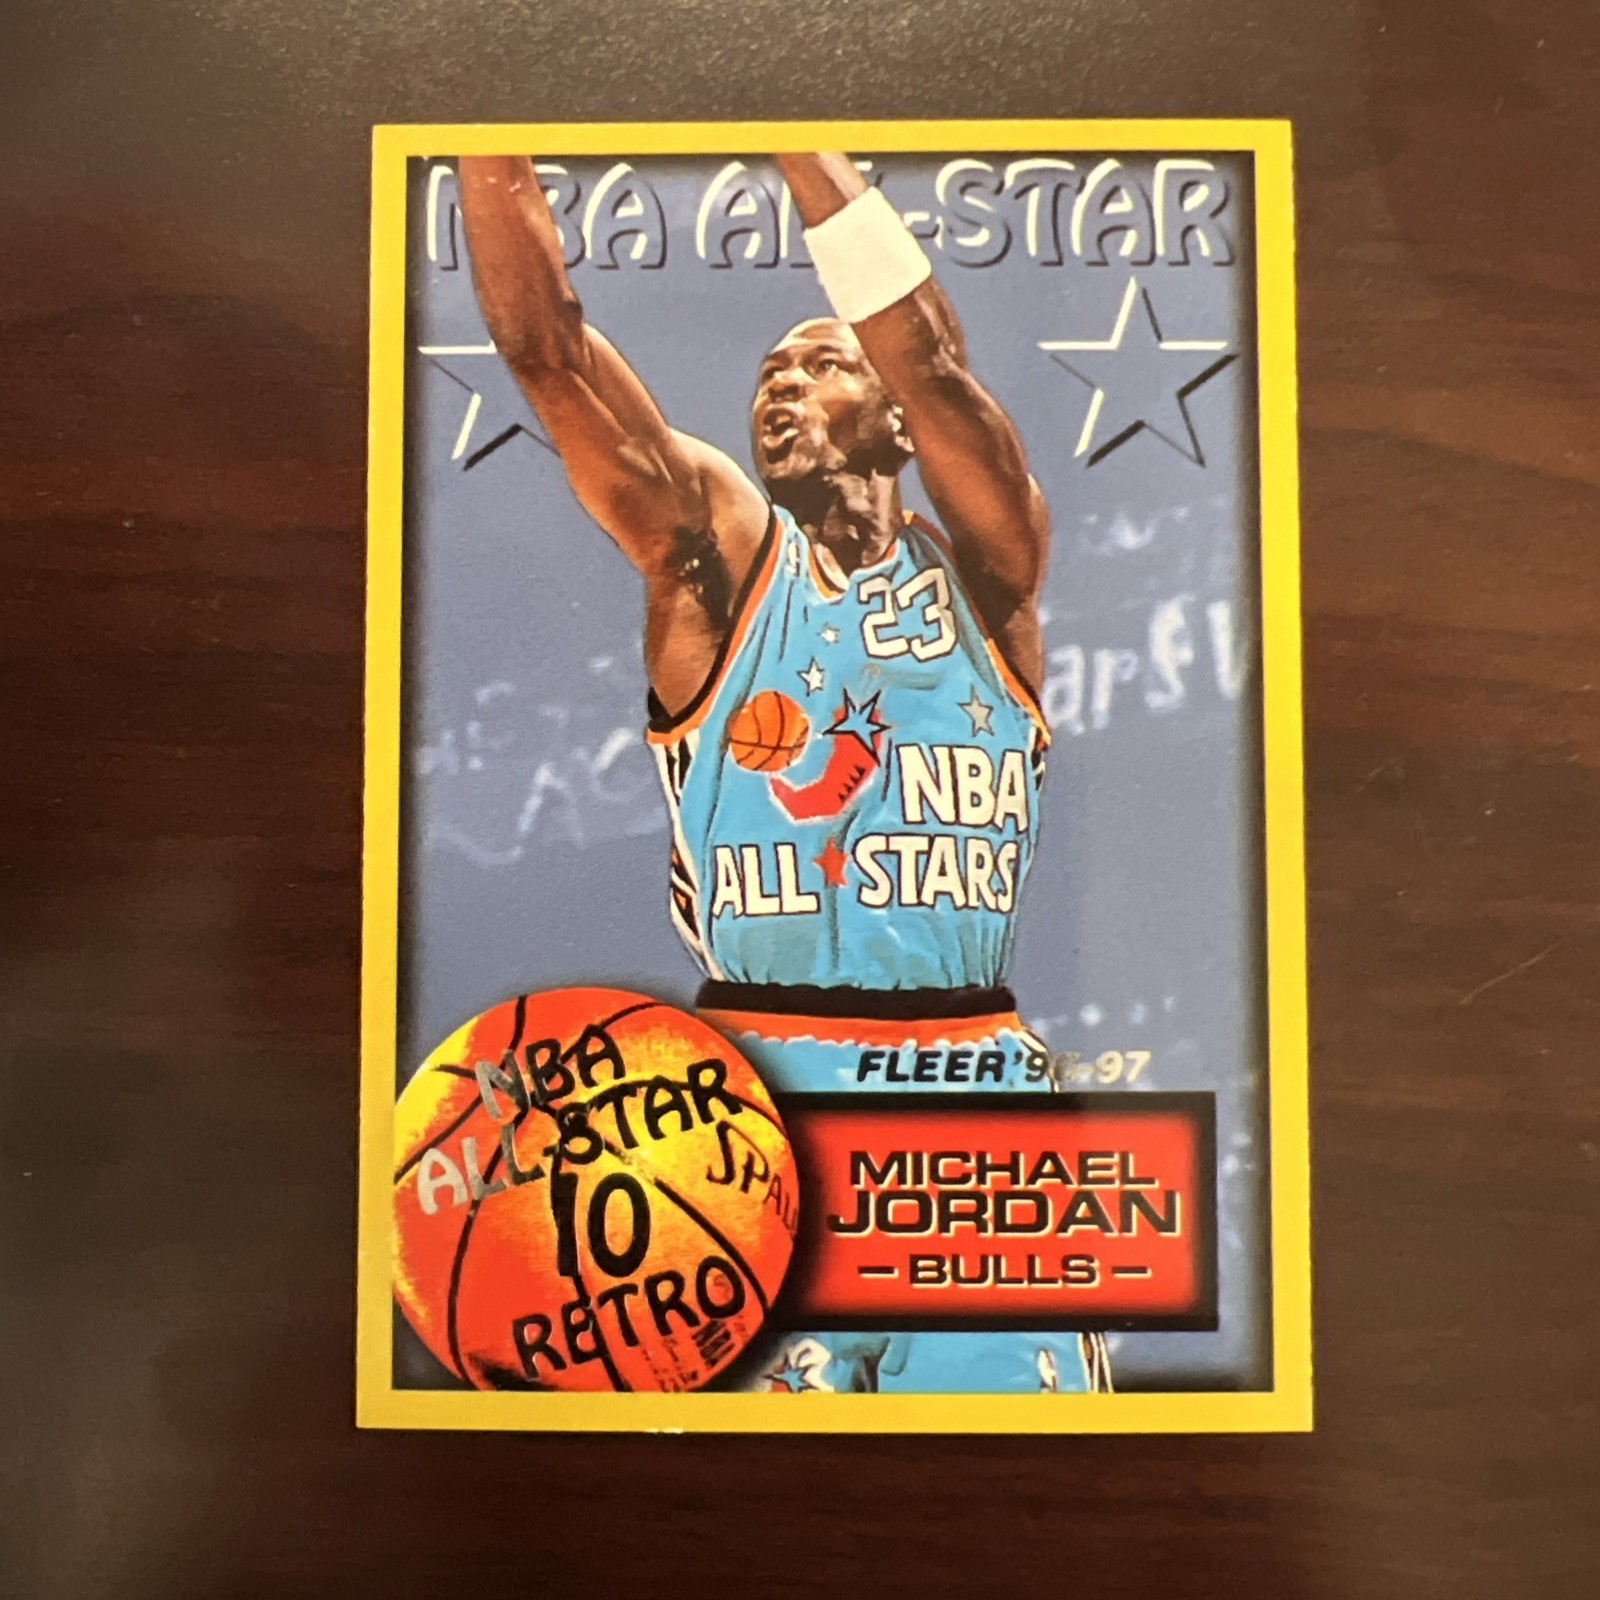 NBA ALL-STAR
23
NBA
ALL STARS
FLEER '96-97
NBA
ALL-STAR
10
RETRO
MICHAEL
JORDAN
– BULLS –